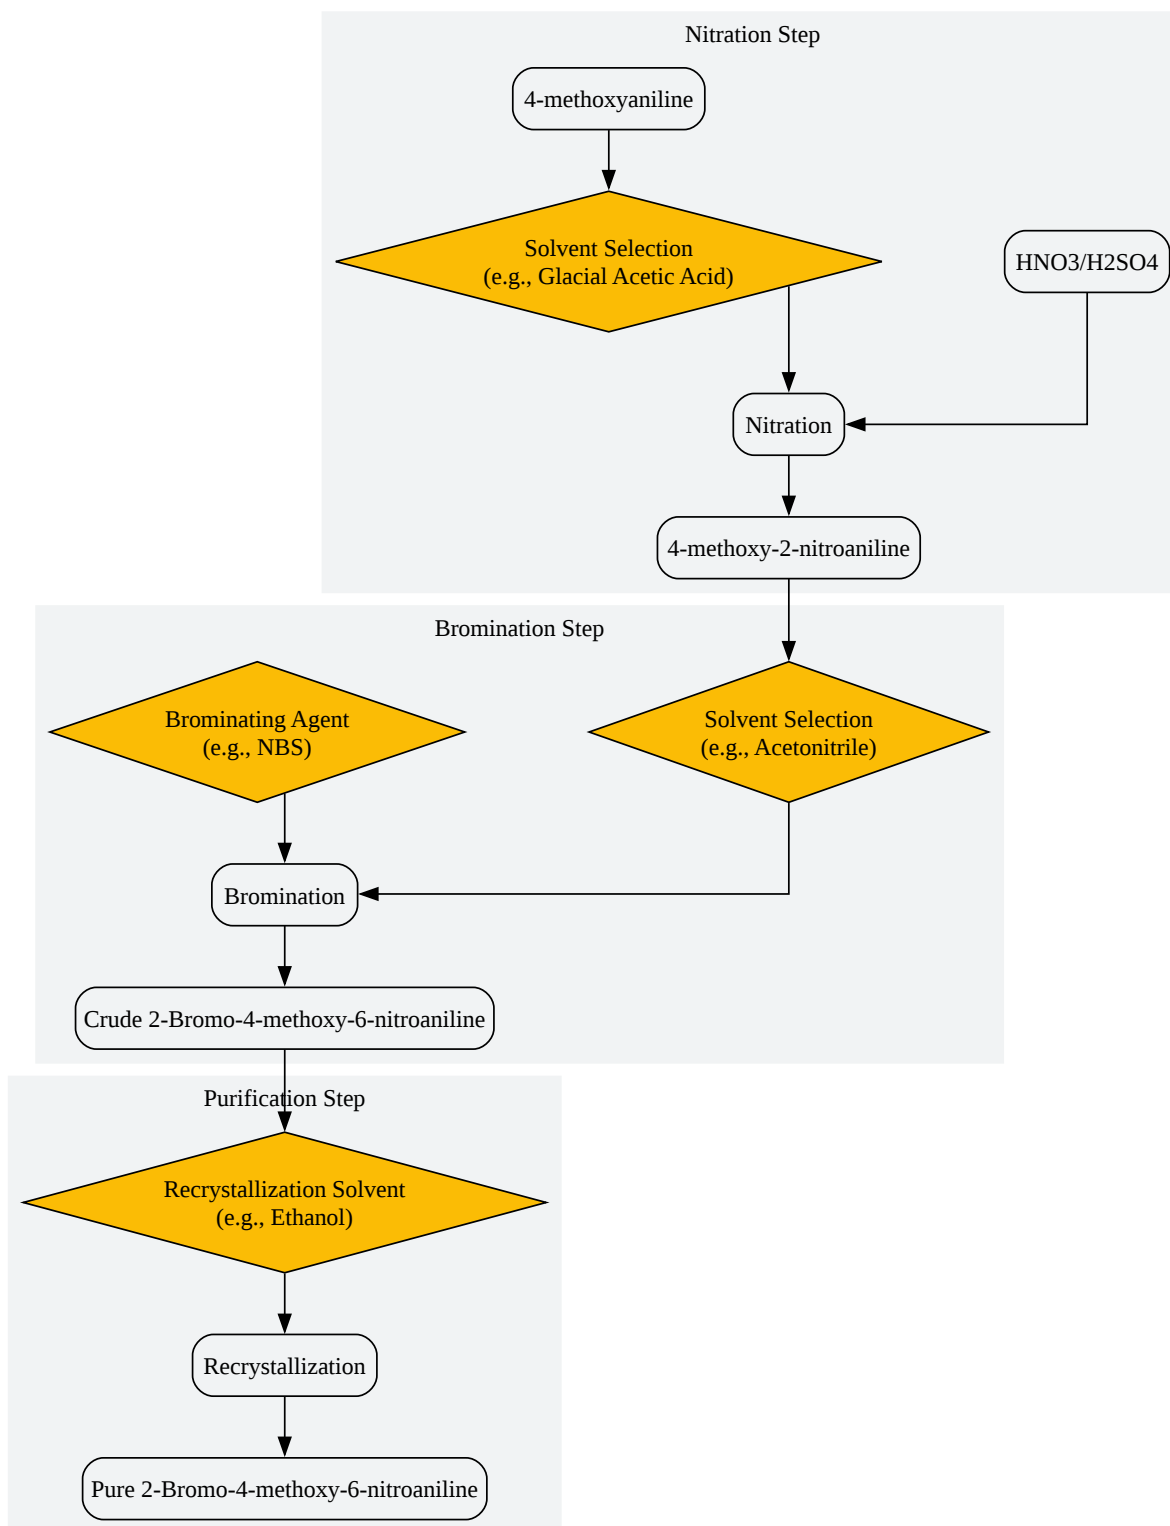 Nitration Step
4-methoxyaniline
Solvent Selection
(e.g., Glacial Acetic Acid)
HNO3/H2SO4
Nitration
4-methoxy-2-nitroaniline
Bromination Step
Brominating Agent
(e.g., NBS)
Solvent Selection
(e.g., Acetonitrile)
Bromination
Crude 2-Bromo-4-methoxy-6-nitroaniline
Purification Step
Recrystallization Solvent
(e.g., Ethanol)
Recrystallization
Pure 2-Bromo-4-methoxy-6-nitroaniline